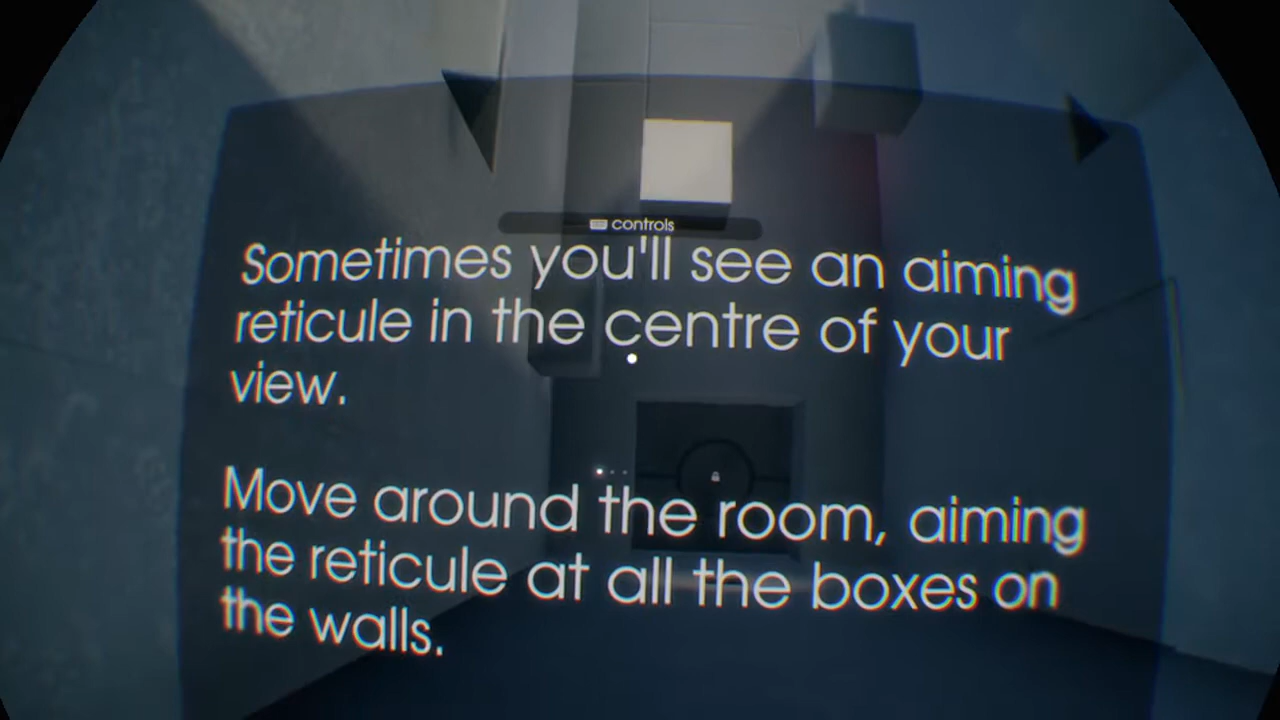 controls
Sometimes you'll see an aiming
reticule in the centre of your
view.
Move around the room, aiming
the reticule at all the boxes on
the walls.